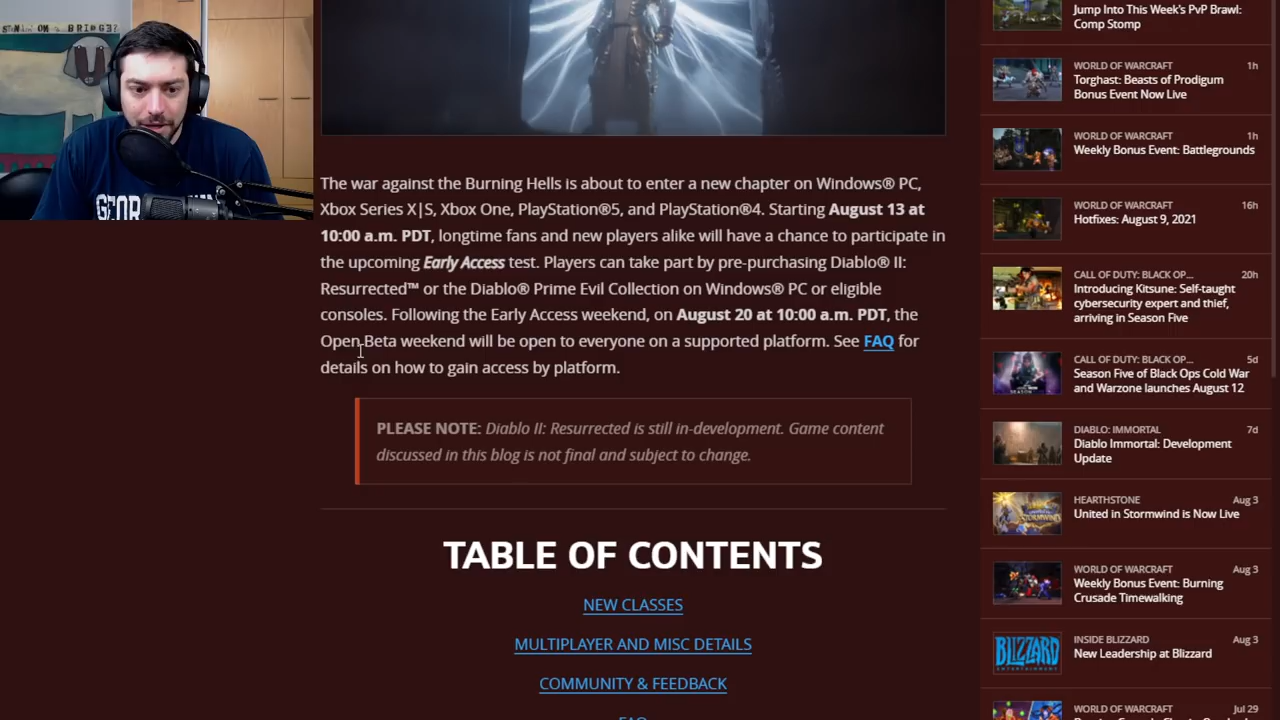 The war against the Burning Hells is about to enter a new chapter on Windows® PC,
Xbox Series X|S, Xbox One, PlayStation®5, and PlayStation®4. Starting August 13 at
10:00 a.m. PDT, longtime fans and new players alike will have a chance to participate in
the upcoming Early Access test. Players can take part by pre-purchasing Diablo® II:
Resurrected™ or the Diablo® Prime Evil Collection on Windows® PC or eligible
consoles. Following the Early Access weekend, on August 20 at 10:00 a.m. PDT, the
Open Beta weekend will be open to everyone on a supported platform. See FAQ for
details on how to gain access by platform.
PLEASE NOTE: Diablo II: Resurrected is still in-development. Game content
discussed in this blog is not final and subject to change.
TABLE OF CONTENTS
NEW CLASSES
MULTIPLAYER AND MISC DETAILS
COMMUNITY & FEEDBACK
FAQ
Jump Into This Week's PvP Brawl:
Comp Stomp
WORLD OF WARCRAFT 1h
Torghast: Beasts of Prodigum
Bonus Event Now Live
WORLD OF WARCRAFT 1h
Weekly Bonus Event: Battlegrounds
WORLD OF WARCRAFT 16h
Hotfixes: August 9, 2021
CALL OF DUTY: BLACK OP... 20h
Introducing Kitsune: Self-taught
cybersecurity expert and thief,
arriving in Season Five
CALL OF DUTY: BLACK OP... 5d
Season Five of Black Ops Cold War
and Warzone launches August 12
DIABLO: IMMORTAL 7d
Diablo Immortal: Development
Update
HEARTHSTONE Aug 3
United in Stormwind is Now Live
WORLD OF WARCRAFT Aug 3
Weekly Bonus Event: Burning
Crusade Timewalking
BLIZZARD
ENTERTAINMENT
INSIDE BLIZZARD Aug 3
New Leadership at Blizzard
WORLD OF WARCRAFT Jul 29